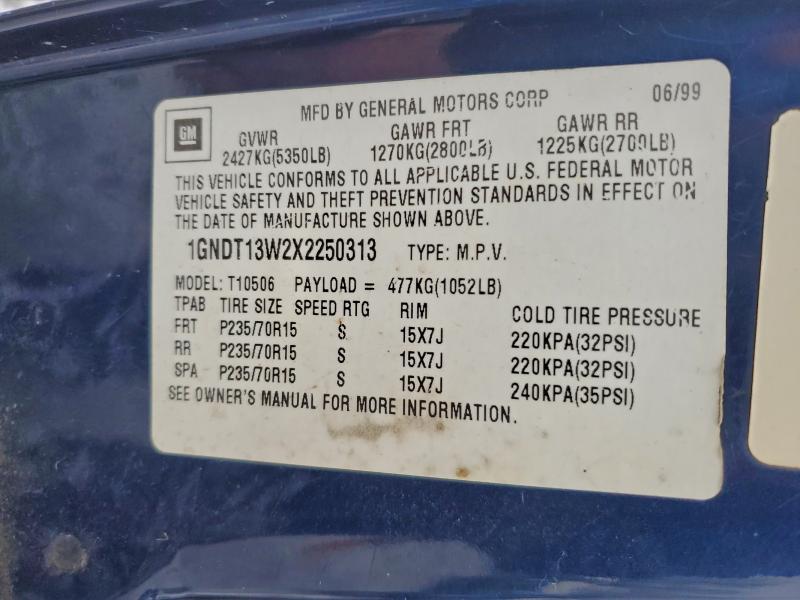 MFD BY GENERAL MOTORS CORP 06/99
GM
GVWR GAWR FRT GAWR RR
2427KG(5350LB) 1270KG(2800LB) 1225KG(2700LB)
THIS VEHICLE CONFORMS TO ALL APPLICABLE U.S. FEDERAL MOTOR
VEHICLE SAFETY AND THEFT PREVENTION STANDARDS IN EFFECT ON
THE DATE OF MANUFACTURE SHOWN ABOVE.
1GNDT13W2X2250313 TYPE: M.P.V.
MODEL: T10506 PAYLOAD = 477KG(1052LB)
TPAB TIRE SIZE SPEED RTG RIM COLD TIRE PRESSURE
FRT P235/70R15 S 15X7J 220KPA(32PSI)
RR P235/70R15 S 15X7J 220KPA(32PSI)
SPA P235/70R15 S 15X7J 240KPA(35PSI)
SEE OWNER'S MANUAL FOR MORE INFORMATION.